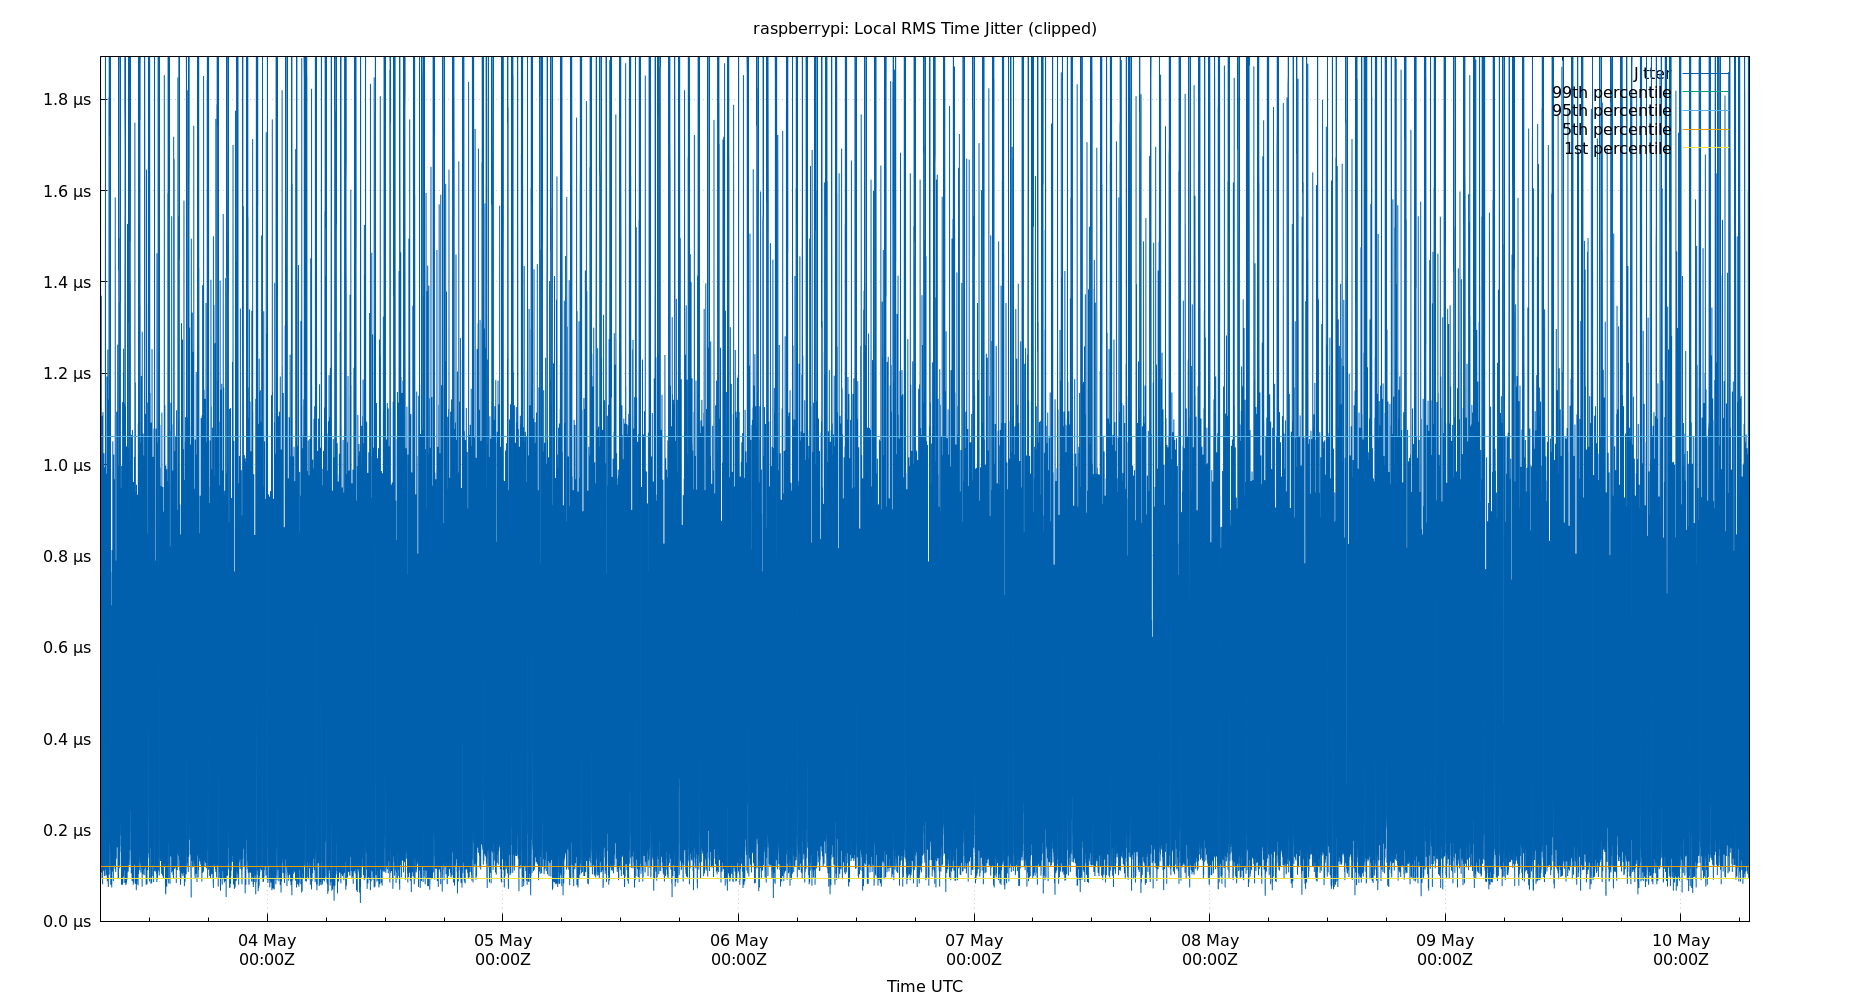 raspberrypi: Local RMS Time Jitter (clipped)
Jitter
99th percentile
95th percentile
5th percentile
1st percentile
1.8 µs
1.6 µs
1.4 µs
1.2 µs
1.0 µs
0.8 µs
0.6 µs
0.4 µs
0.2 µs
0.0 µs
04 May 05 May 06 May 07 May 08 May 09 May 10 May
00:00Z 00:00Z 00:00Z 00:00Z 00:00Z 00:00Z 00:00Z
Time UTC